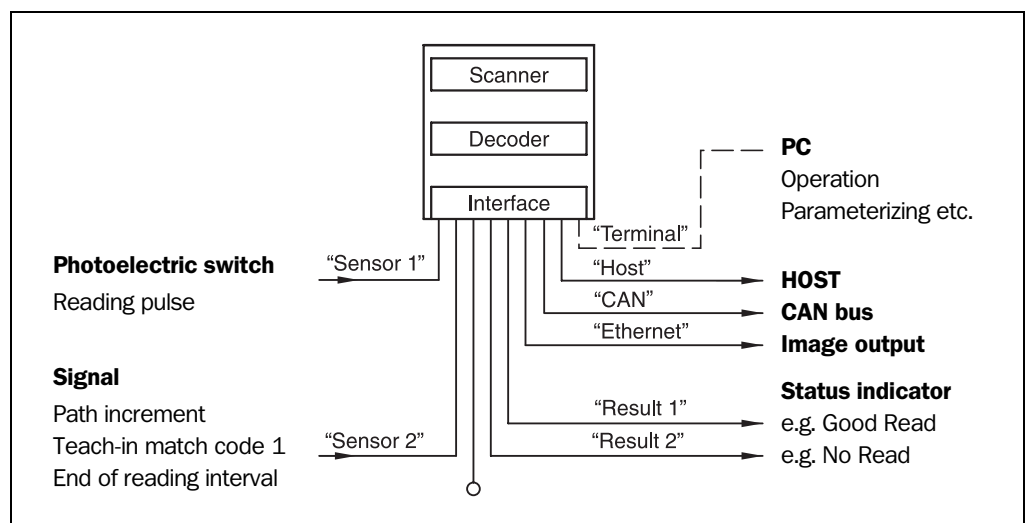 Scanner
Decoder
Interface
PC
Operation
Parameterizing etc.
“Terminal”
Photoelectric switch
Reading pulse
“Sensor 1”
“Host”
HOST
“CAN”
CAN bus
“Ethernet”
Image output
Signal
Path increment
Teach-in match code 1
End of reading interval
“Sensor 2”
Status indicator
“Result 1”
e.g. Good Read
“Result 2”
e.g. No Read